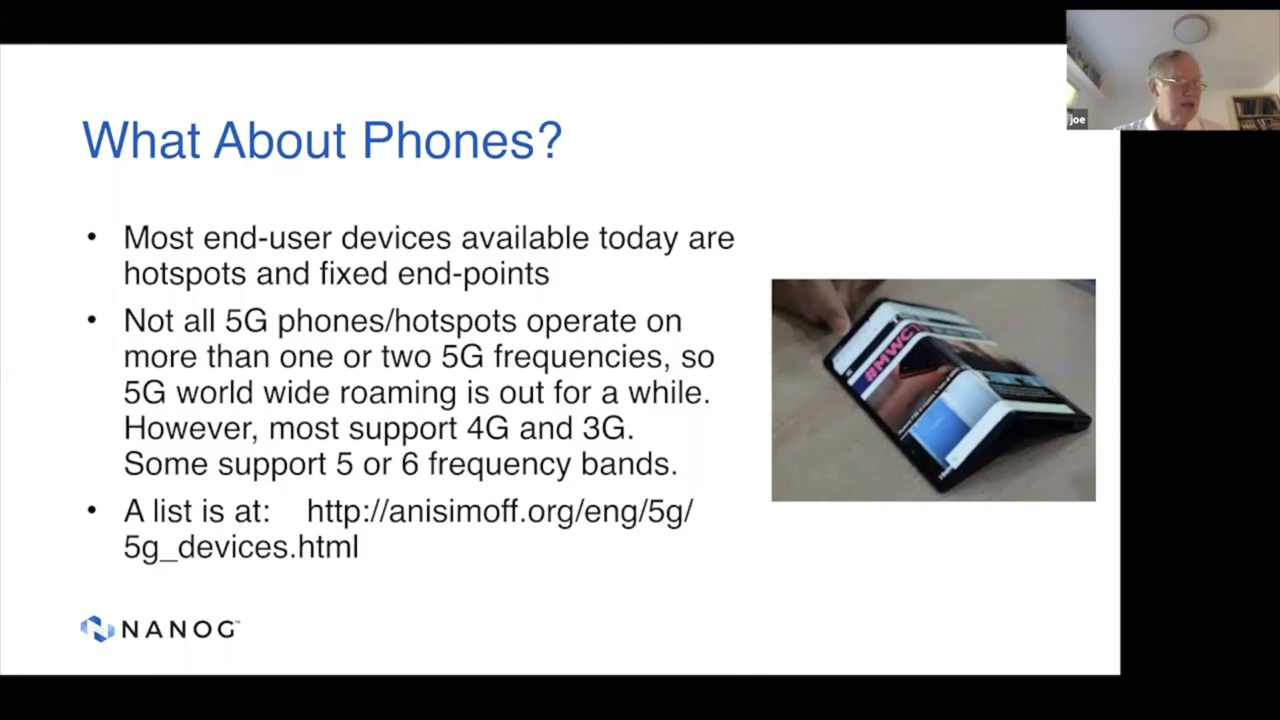 joe
What About Phones?
• Most end-user devices available today are
hotspots and fixed end-points
• Not all 5G phones/hotspots operate on
more than one or two 5G frequencies, so
5G world wide roaming is out for a while.
However, most support 4G and 3G.
Some support 5 or 6 frequency bands.
• A list is at: http://anisimoff.org/eng/5g/
5g_devices.html
#MWC
NANOG™